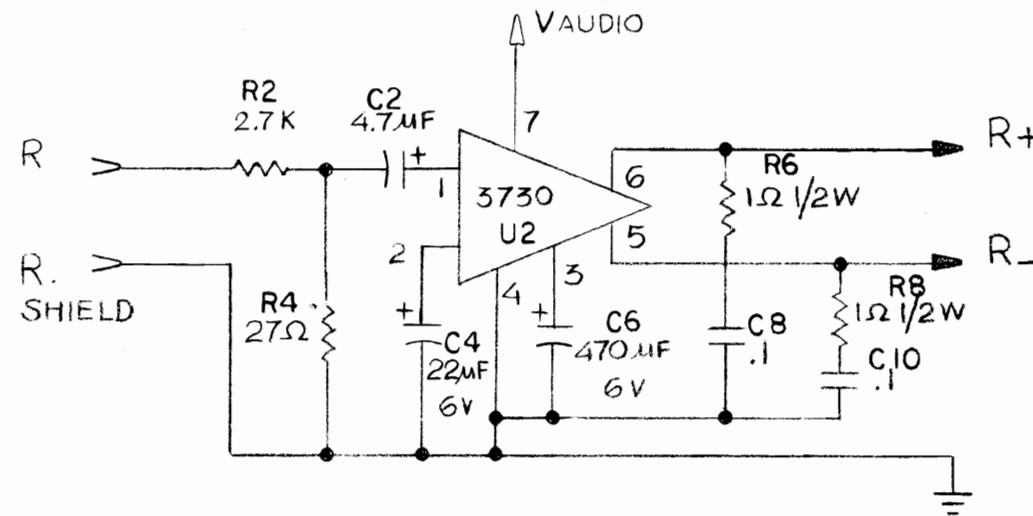 VAUDIO
R2
2.7K
C2
4.7µF
7
R
+
1
3730
U2
6
R6
1Ω 1/2W
R+
2
5
R.
SHIELD
3
4
R-
R4
27Ω
+
C4
22µF
6V
+
C6
470µF
6V
C8
.1
R8
1Ω 1/2W
C10
.1